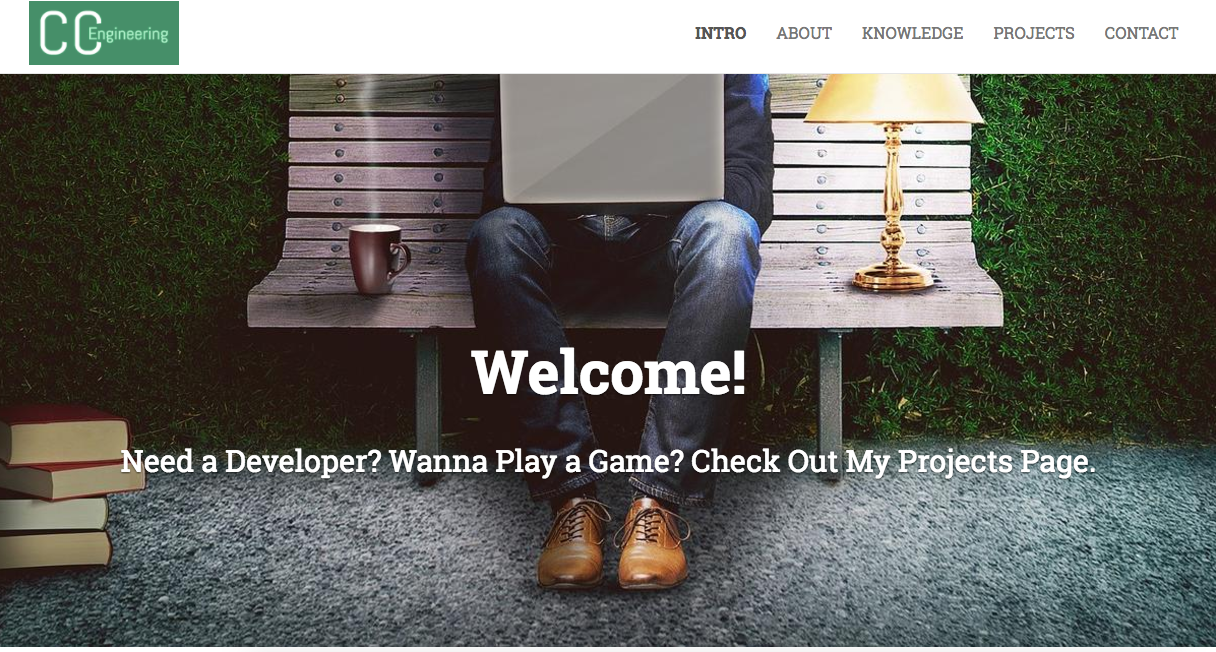 CC Engineering
INTRO ABOUT KNOWLEDGE PROJECTS CONTACT
Welcome!
Need a Developer? Wanna Play a Game? Check Out My Projects Page.